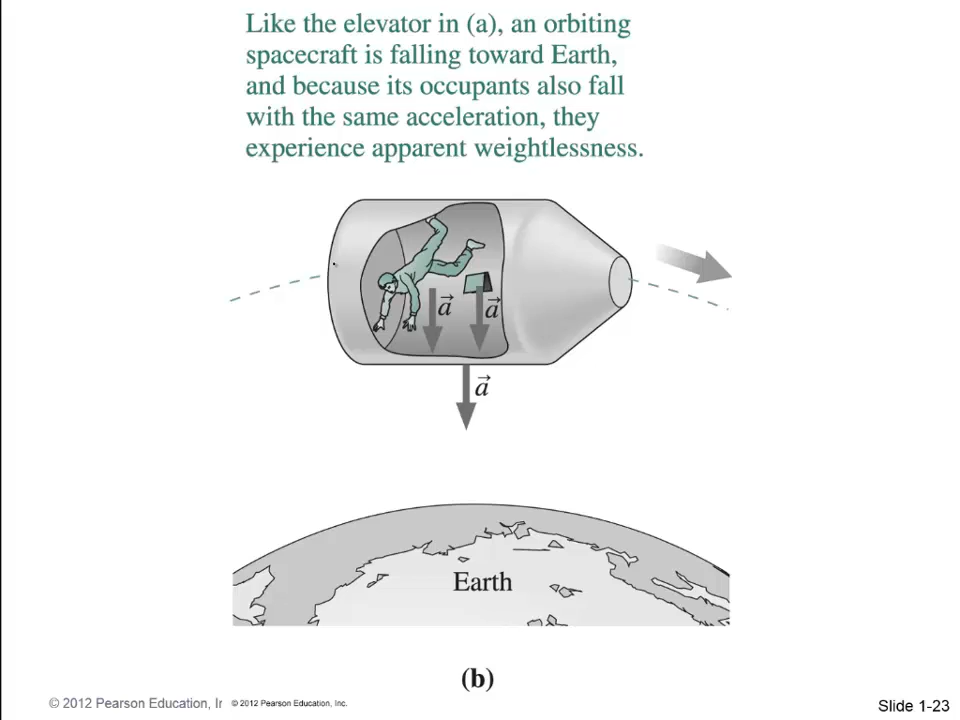 Like the elevator in (a), an orbiting
spacecraft is falling toward Earth,
and because its occupants also fall
with the same acceleration, they
experience apparent weightlessness.
a⃗
a⃗
a⃗
Earth
(b)
© 2012 Pearson Education, Ir
© 2012 Pearson Education, Inc.
Slide 1-23